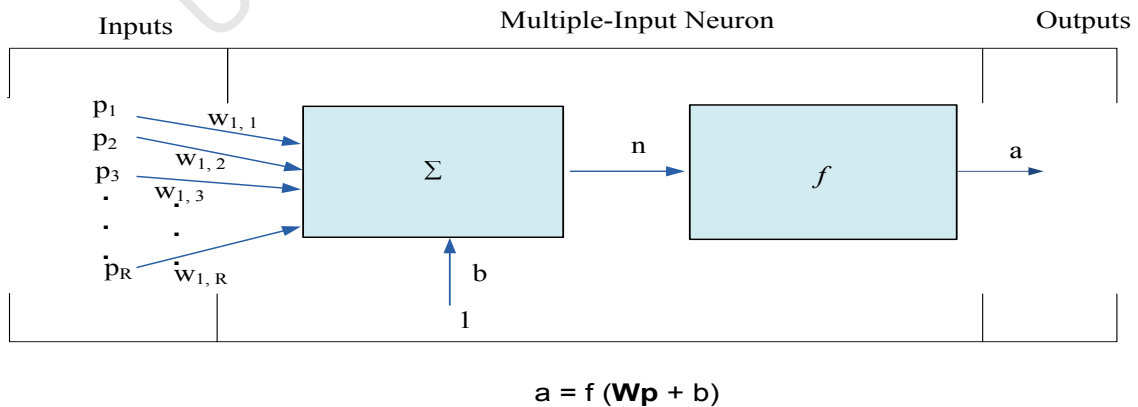 Inputs Multiple-Input Neuron Outputs
p1
w1, 1
p2
w1, 2
p3
w1, 3
pR
w1, R
Σ
n
f
a
b
1
a = f (Wp + b)